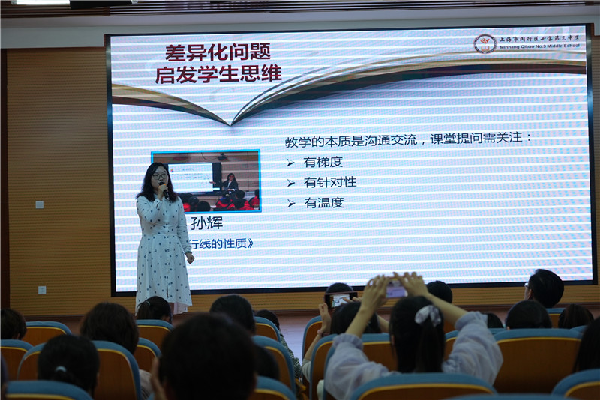 差异化问题
启发学生思维
教学的本质是沟通交流，课堂提问需关注：
➢ 有梯度
➢ 有针对性
➢ 有温度
孙辉
行线的性质》